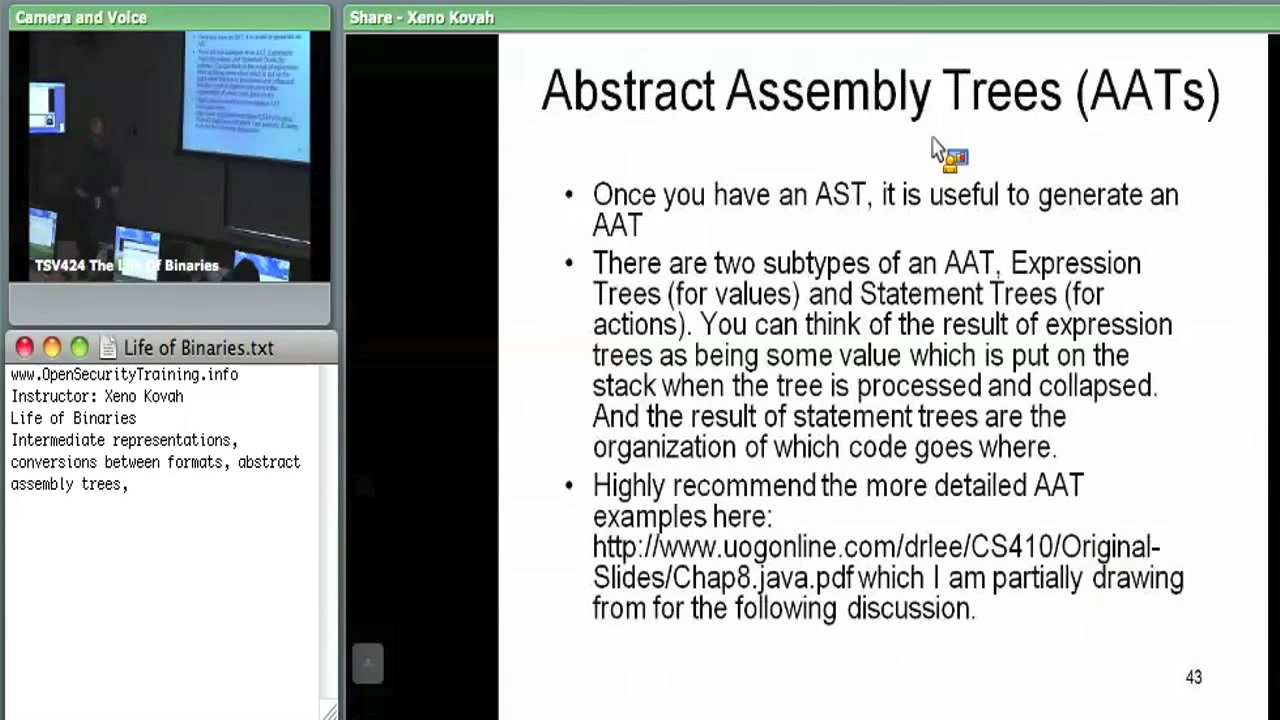 Camera and Voice
TSV424 The Life Of Binaries
Life of Binaries.txt
www.OpenSecurityTraining.info
Instructor: Xeno Kovah
Life of Binaries
Intermediate representations,
conversions between formats, abstract
assembly trees,
Share - Xeno Kovah
Abstract Assembly Trees (AATs)
• Once you have an AST, it is useful to generate an
AAT
• There are two subtypes of an AAT, Expression
Trees (for values) and Statement Trees (for
actions). You can think of the result of expression
trees as being some value which is put on the
stack when the tree is processed and collapsed.
And the result of statement trees are the
organization of which code goes where.
• Highly recommend the more detailed AAT
examples here:
http://www.uogonline.com/drlee/CS410/Original-
Slides/Chap8.java.pdf which I am partially drawing
from for the following discussion.
43